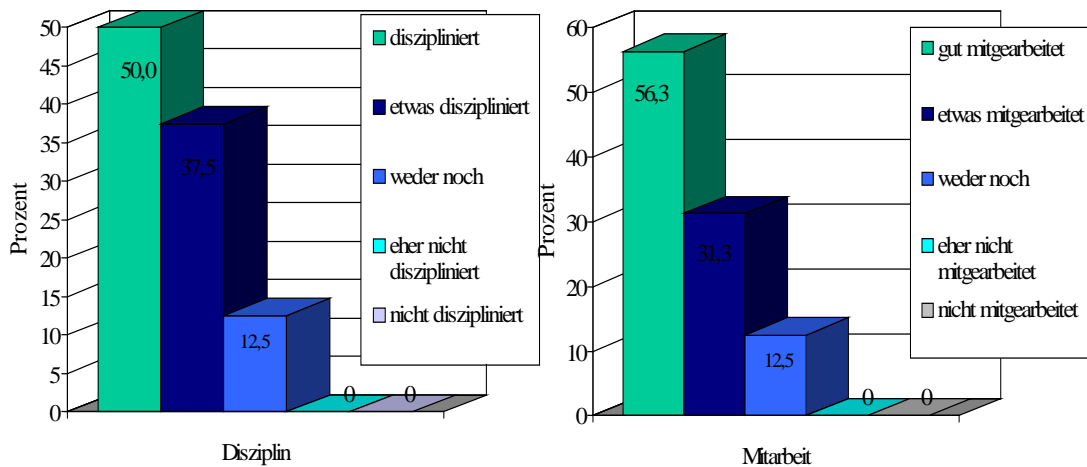 Prozent
50
45
40
35
30
25
20
15
10
5
0
50,0
37,5
12,5
0
0
Disziplin
diszipliniert
etwas diszipliniert
weder noch
eher nicht
diszipliniert
nicht diszipliniert
Prozent
60
50
40
30
20
10
0
56,3
31,3
12,5
0
0
Mitarbeit
gut mitgearbeitet
etwas mitgearbeitet
weder noch
eher nicht
mitgearbeitet
nicht mitgearbeitet